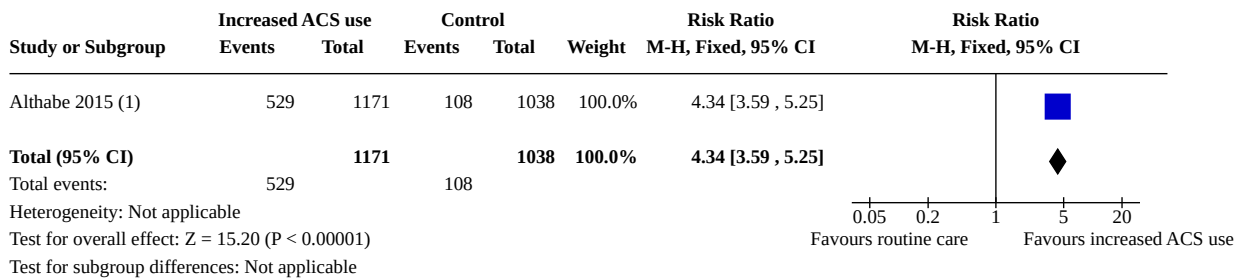 Increased ACS use Control Risk Ratio Risk Ratio
Study or Subgroup Events Total Events Total Weight M-H, Fixed, 95% CI M-H, Fixed, 95% CI
Althabe 2015 (1) 529 1171 108 1038 100.0% 4.34 [3.59 , 5.25]
Total (95% CI) 1171 1038 100.0% 4.34 [3.59 , 5.25]
Total events: 529 108
Heterogeneity: Not applicable
0.05 0.2 1 5 20
Test for overall effect: Z = 15.20 (P < 0.00001)
Favours routine care Favours increased ACS use
Test for subgroup differences: Not applicable